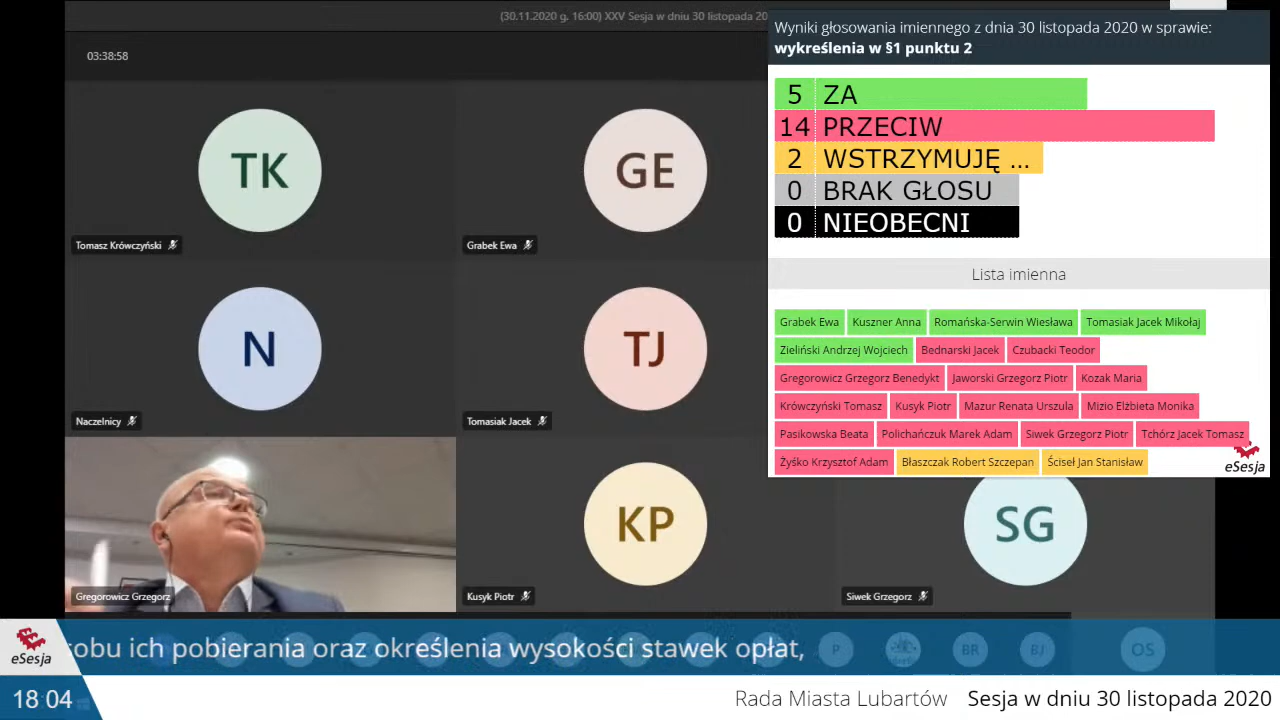 (30.11.2020 g. 16:00) XXV Sesja w dniu 30 listopada 20
03:38:58
TK
Tomasz Krówczyński
GE
Grabek Ewa
N
Naczelnicy
TJ
Tomasiak Jacek
Gregorowicz Grzegorz
KP
Kusyk Piotr
SG
Siwek Grzegorz
Wyniki głosowania imiennego z dnia 30 listopada 2020 w sprawie:
wykreślenia w §1 punktu 2
5 ZA
14 PRZECIW
2 WSTRZYMUJĘ ...
0 BRAK GŁOSU
0 NIEOBECNI
Lista imienna
Grabek Ewa Kuszner Anna Romańska-Serwin Wiesława Tomasiak Jacek Mikołaj
Zieliński Andrzej Wojciech Bednarski Jacek Czubacki Teodor
Gregorowicz Grzegorz Benedykt Jaworski Grzegorz Piotr Kozak Maria
Krówczyński Tomasz Kusyk Piotr Mazur Renata Urszula Mizio Elżbieta Monika
Pasikowska Beata Polichańczuk Marek Adam Siwek Grzegorz Piotr Tchórz Jacek Tomasz
Żyśko Krzysztof Adam Błaszczak Robert Szczepan Ściseł Jan Stanisław
eSesja
eSesja
sobu ich pobierania oraz określenia wysokości stawek opłat,
P BR BJ OS
18:04
Rada Miasta Lubartów Sesja w dniu 30 listopada 2020